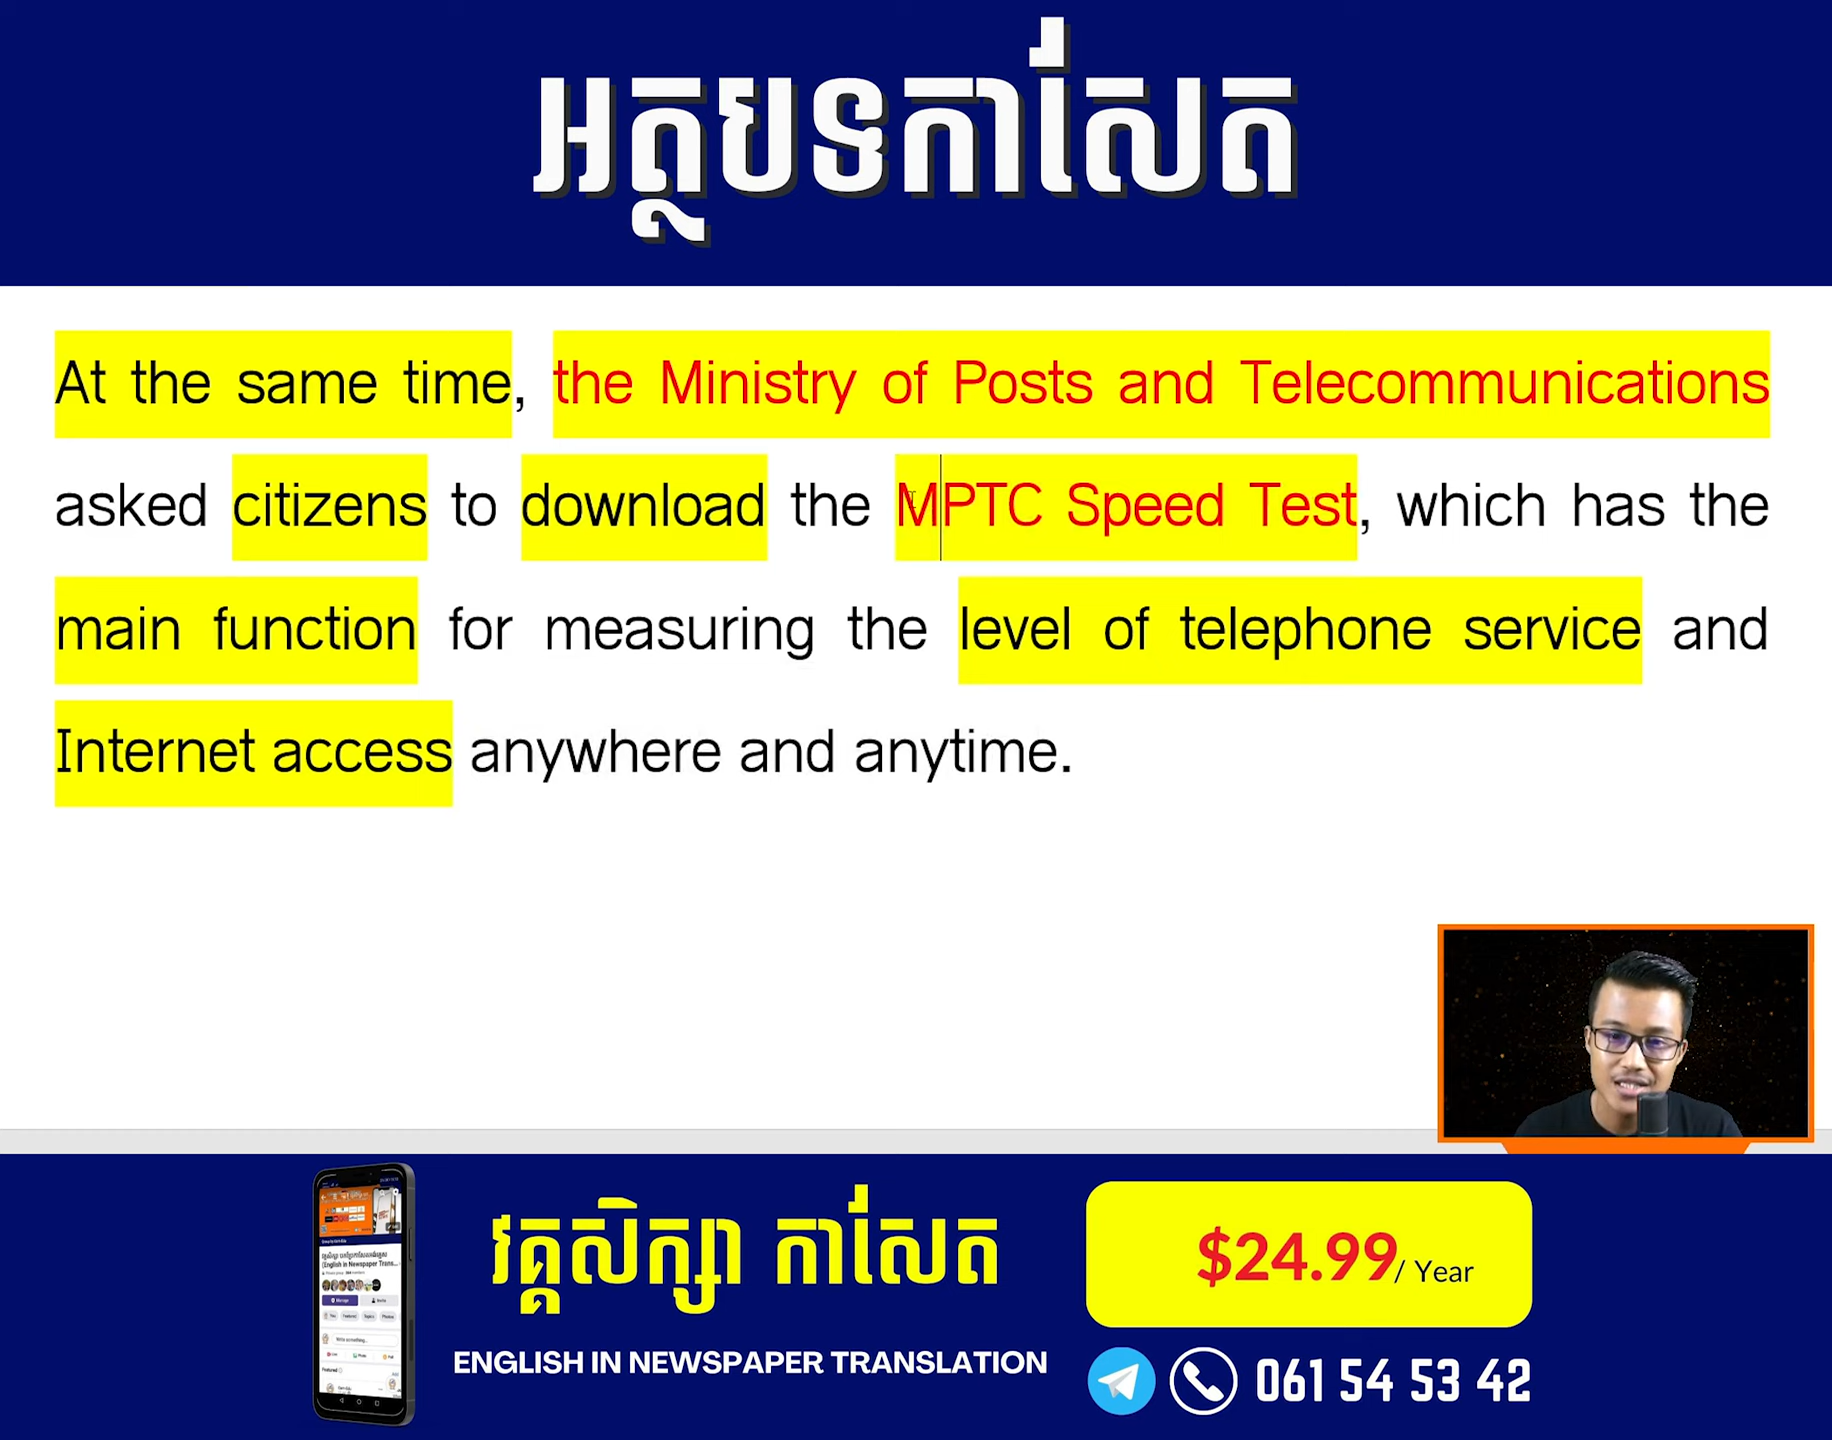 អត្ថបទកាសែត
At the same time, the Ministry of Posts and Telecommunications
asked citizens to download the MPTC Speed Test, which has the
main function for measuring the level of telephone service and
Internet access anywhere and anytime.
វគ្គសិក្សា កាសែត
ENGLISH IN NEWSPAPER TRANSLATION
$24.99/ Year
061 54 53 42